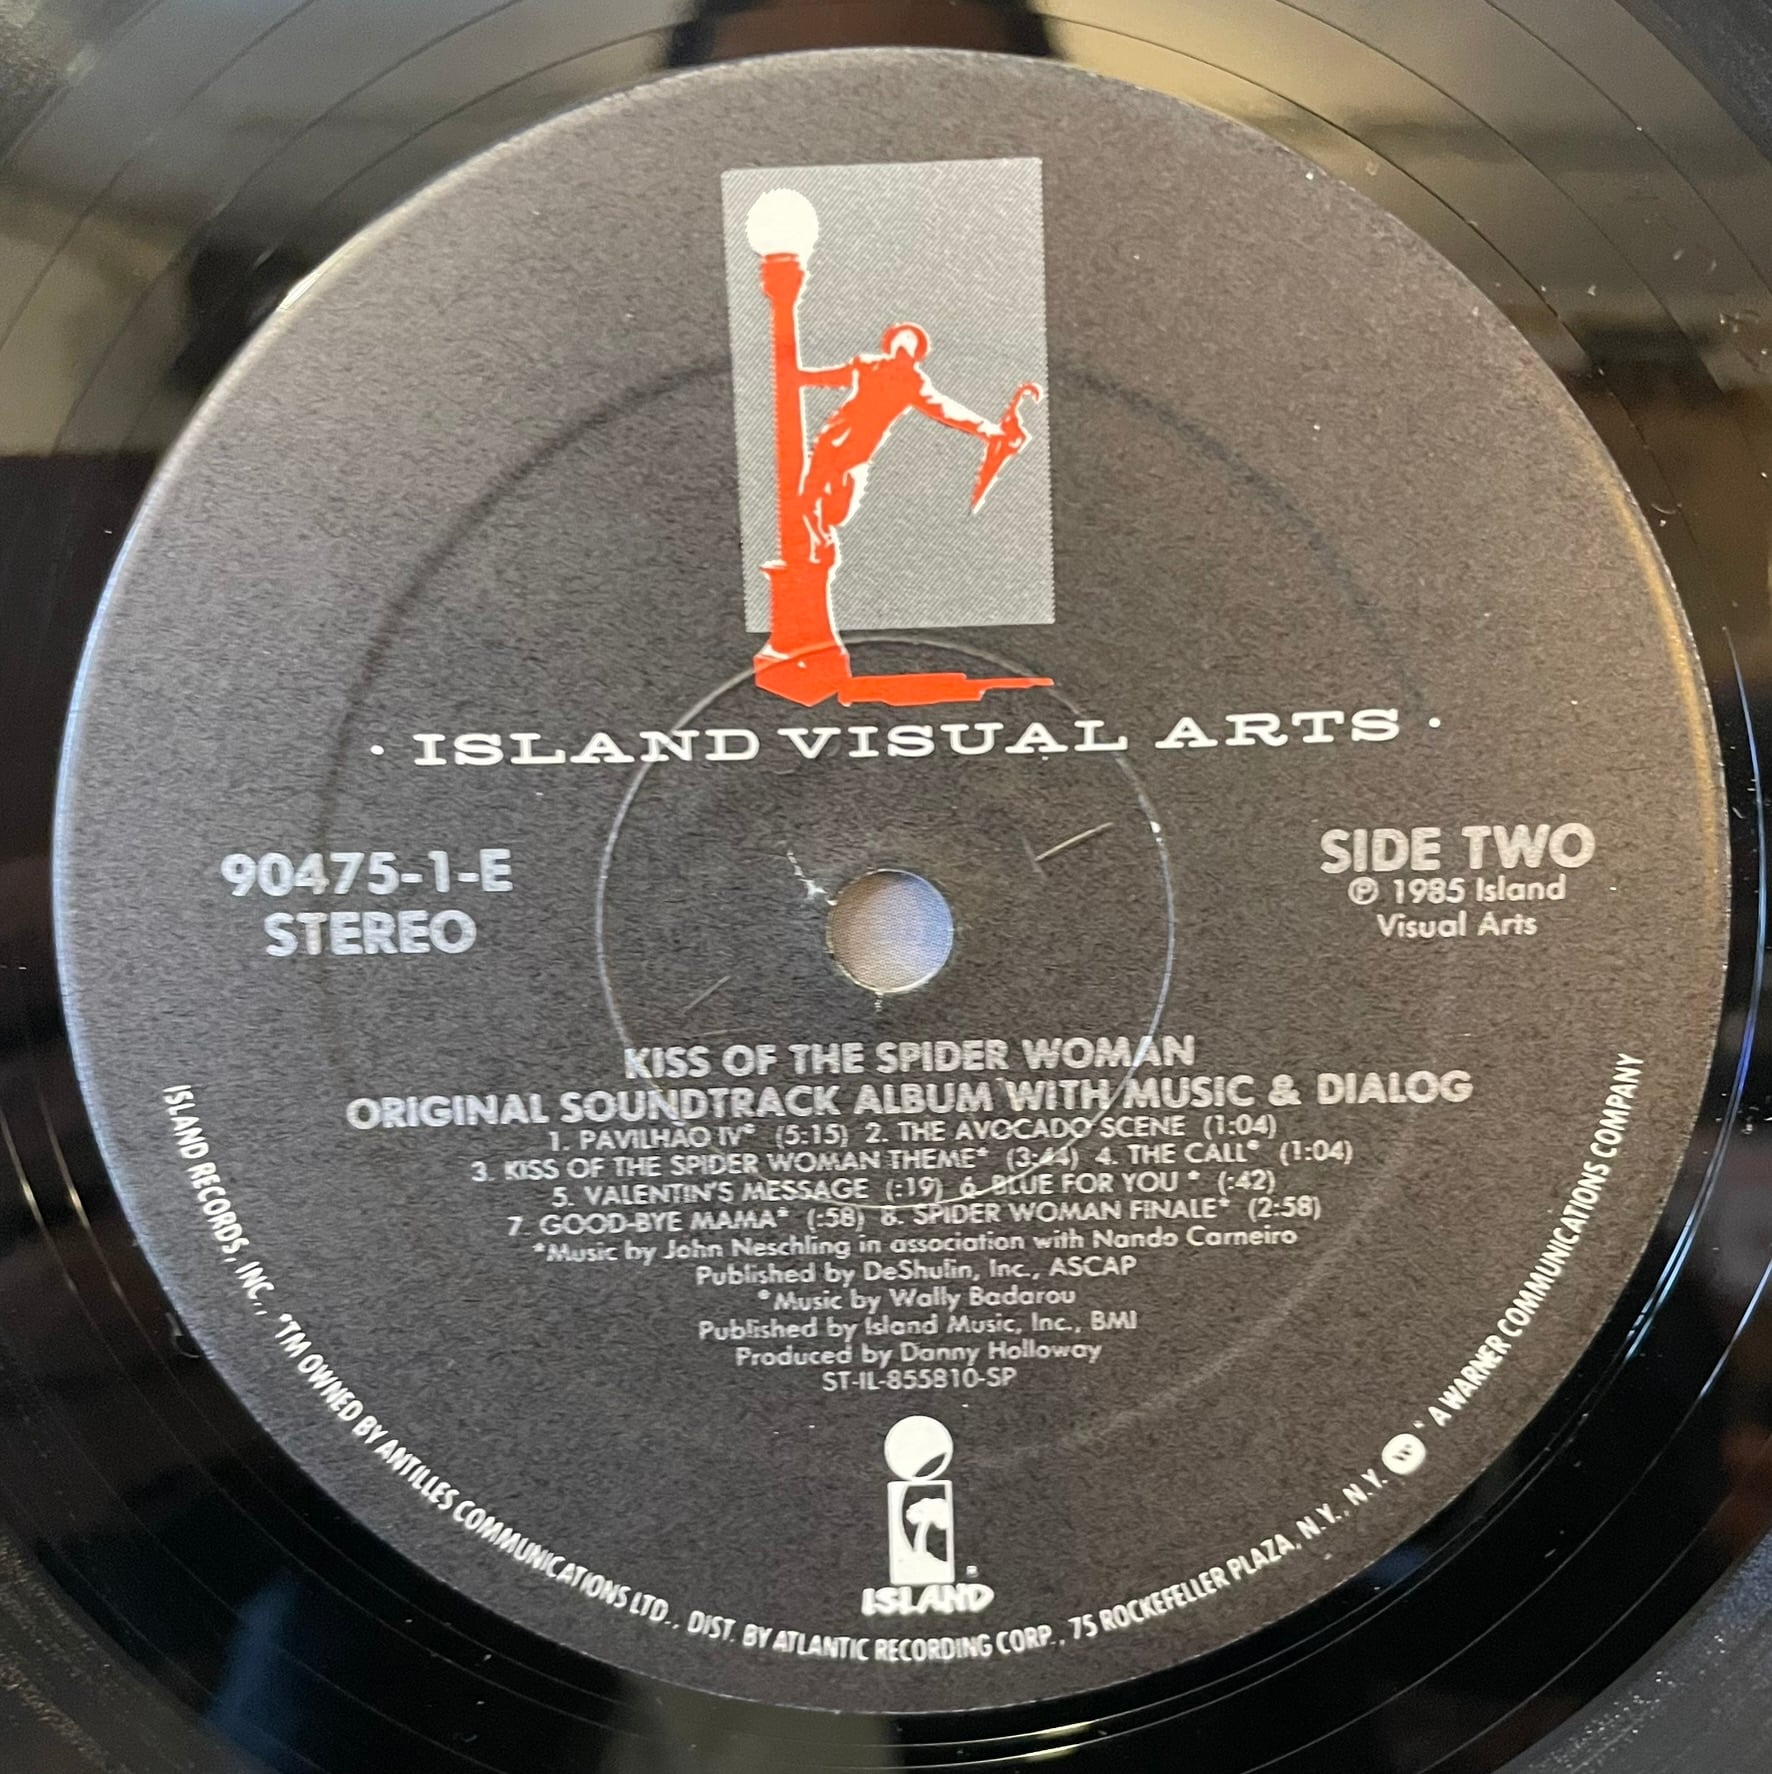 · ISLAND VISUAL ARTS ·
90475-1-E
STEREO
SIDE TWO
℗ 1985 Island
Visual Arts
KISS OF THE SPIDER WOMAN
ORIGINAL SOUNDTRACK ALBUM WITH MUSIC & DIALOG
1. PAVILHÃO IV* (5:15) 2. THE AVOCADO SCENE (1:04)
3. KISS OF THE SPIDER WOMAN THEME* (3:44) 4. THE CALL* (1:04)
5. VALENTIN'S MESSAGE (:19) 6. BLUE FOR YOU * (:42)
7. GOOD-BYE MAMA* (:58) 8. SPIDER WOMAN FINALE* (2:58)
*Music by John Neschling in association with Nando Carneiro
Published by DeShulin, Inc., ASCAP
•Music by Wally Badarou
Published by Island Music, Inc., BMI
Produced by Danny Holloway
ST-IL-855810-SP
ISLAND
ISLAND RECORDS, INC., *TM OWNED BY ANTILLES COMMUNICATIONS LTD., DIST. BY ATLANTIC RECORDING CORP., 75 ROCKEFELLER PLAZA, N.Y., N.Y. W " A WARNER COMMUNICATIONS COMPANY